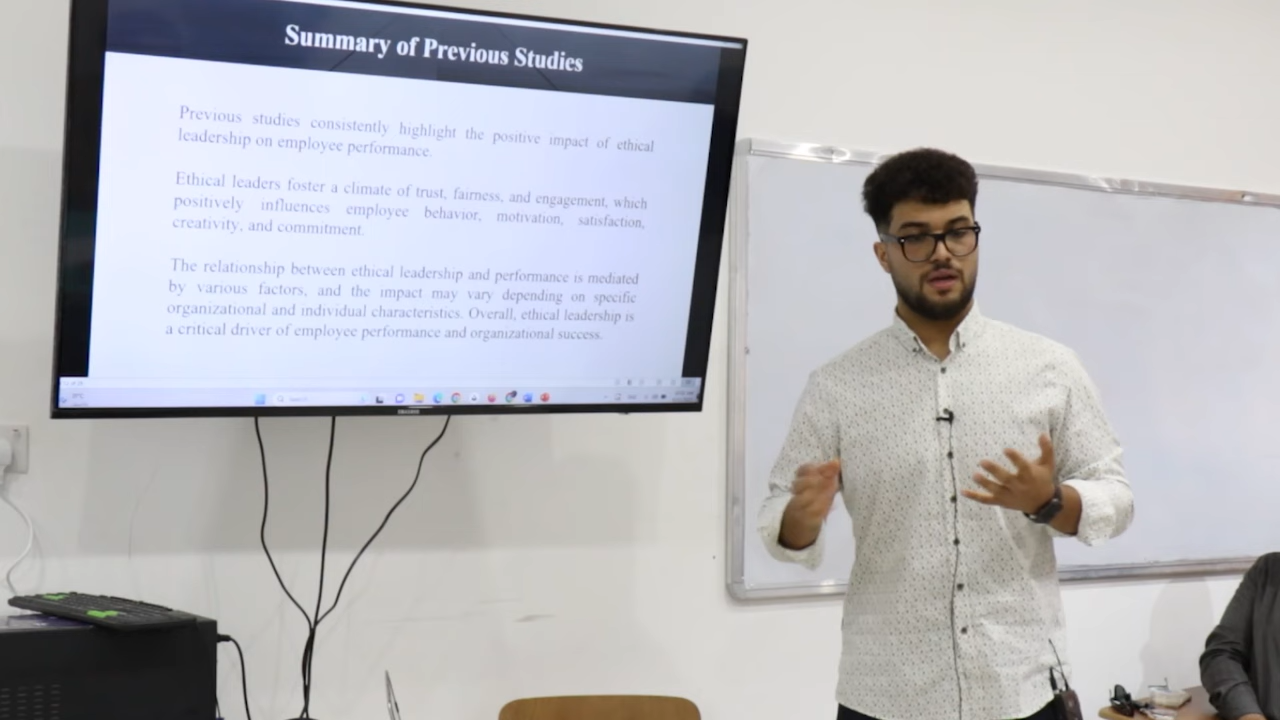 Summary of Previous Studies
Previous studies consistently highlight the positive impact of ethical
leadership on employee performance.
Ethical leaders foster a climate of trust, fairness, and engagement, which
positively influences employee behavior, motivation, satisfaction,
creativity, and commitment.
The relationship between ethical leadership and performance is mediated
by various factors, and the impact may vary depending on specific
organizational and individual characteristics. Overall, ethical leadership is
a critical driver of employee performance and organizational success.
Search